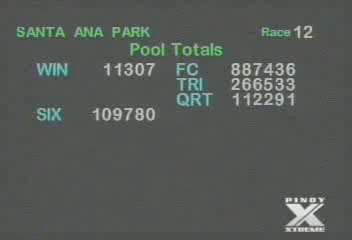 SANTA ANA PARK Race 12
Pool Totals
WIN 11307 FC 887436
TRI 266533
QRT 112291
SIX 109780
PINOY
X
XTREME